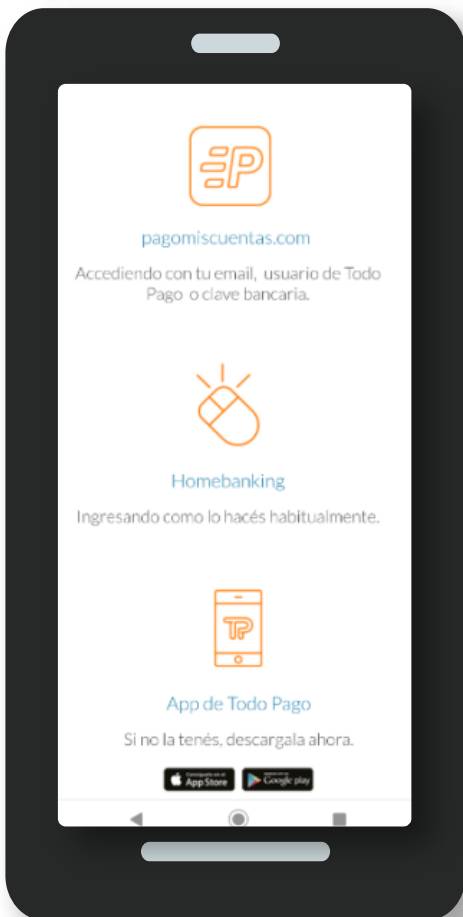 P
pagomiscuentas.com
Accediendo con tu email, usuario de Todo
Pago o clave bancaria.
Homebanking
Ingresando como lo hacés habitualmente.
TP
App de Todo Pago
Si no la tenés, descargala ahora.
App Store
Google play